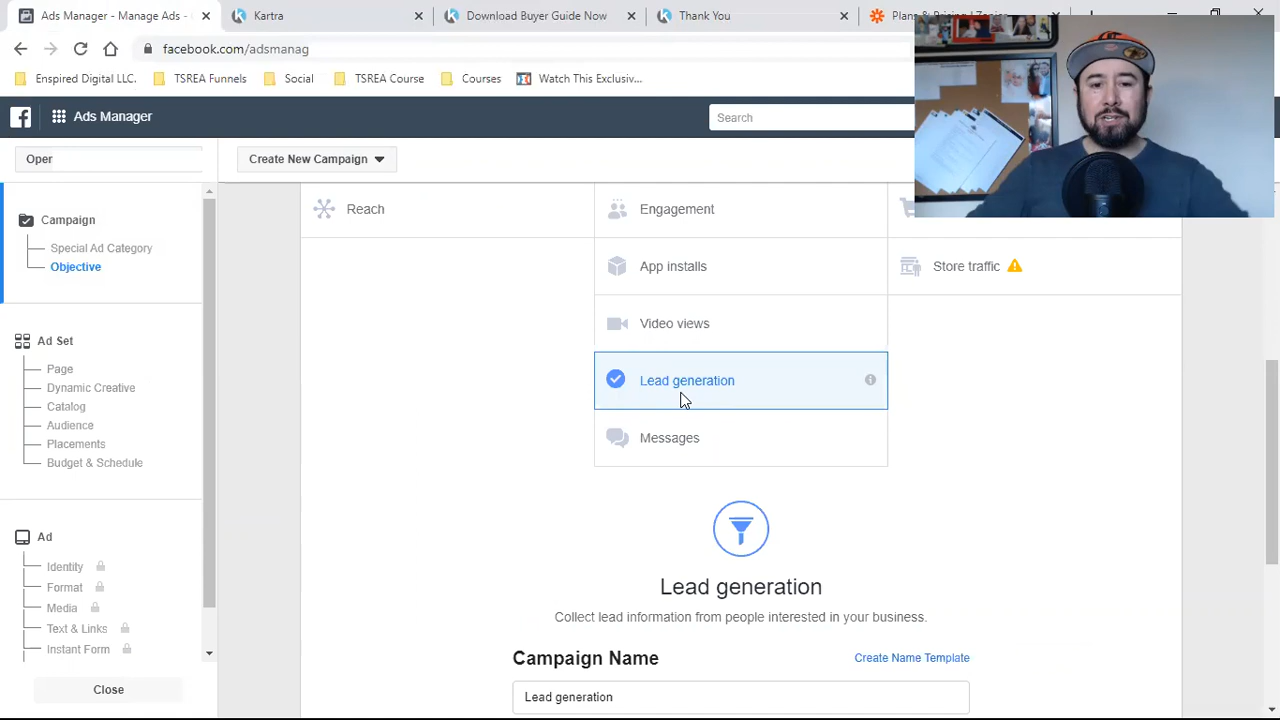 Ads Manager - Manage Ads -
Kartra
Download Buyer Guide Now
Thank You
facebook.com/adsmanag
Enspired Digital LLC.
TSREA Funnels
Social
TSREA Course
Courses
Watch This Exclusiv...
Ads Manager
Search
Oper
Create New Campaign
Campaign
Special Ad Category
Objective
Ad Set
Page
Dynamic Creative
Catalog
Audience
Placements
Budget & Schedule
Ad
Identity
Format
Media
Text & Links
Instant Form
Close
Reach
Engagement
App installs
Store traffic
Video views
Lead generation
Messages
Lead generation
Collect lead information from people interested in your business.
Campaign Name
Create Name Template
Lead generation